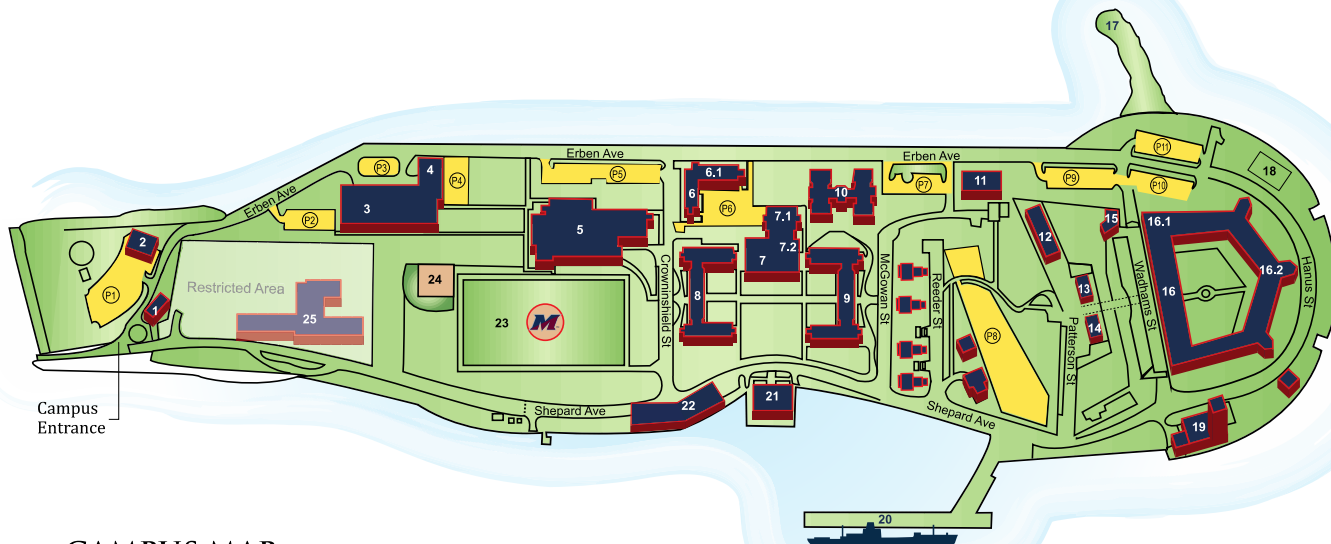 17
Erben Ave
Erben Ave
P11
P3
4
P4
P5
6.1
P7
11
P9
P10
18
Erben Ave
P2
3
6
P6
10
7.1
15
16.1
2
5
7.2
12
7
16.2
P1
1
Restricted Area
25
24
23
M
Crowninshield St
8
9
McGowan St
Reeder St
P8
13
14
Patterson St
Wadhams St
16
Hanus St
Campus
Entrance
Shepard Ave
22
21
Shepard Ave
19
20
CAMPUS MAP